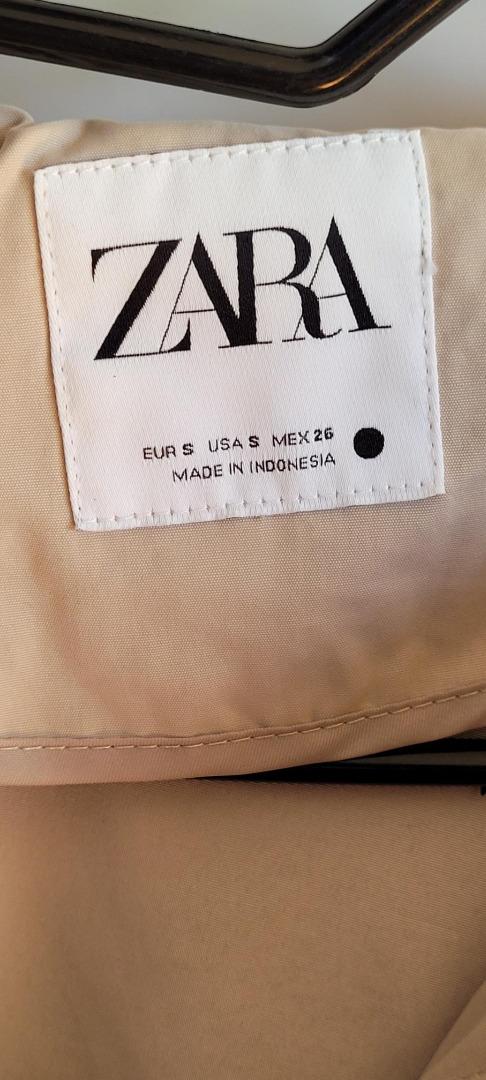 ZARA
EUR S USA S MEX 26
MADE IN INDONESIA